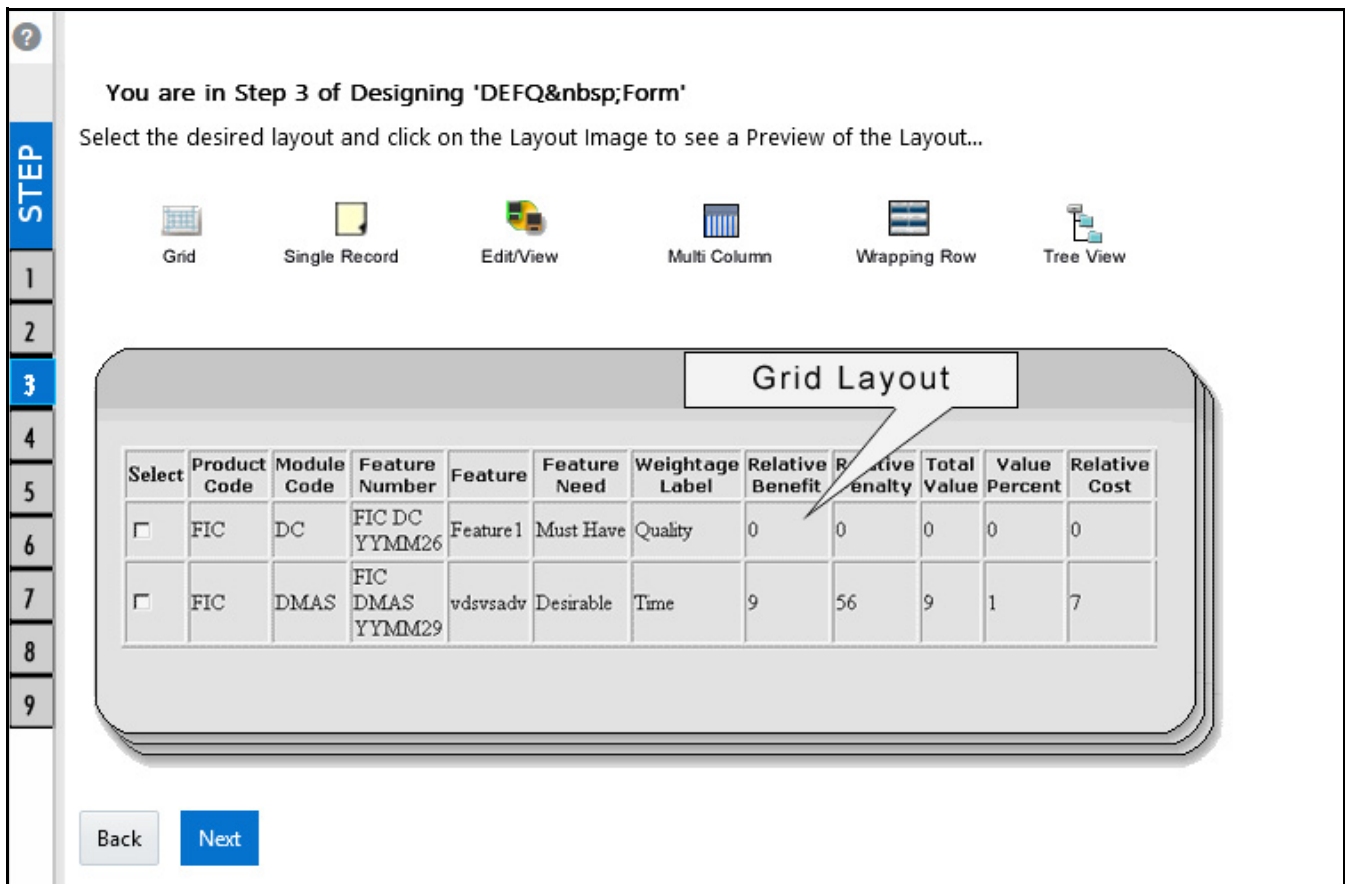 ?
You are in Step 3 of Designing 'DEFQ&nbsp;Form'
Select the desired layout and click on the Layout Image to see a Preview of the Layout...
STEP
1
2
3
4
5
6
7
8
9
Grid Single Record Edit/View Multi Column Wrapping Row Tree View
Grid Layout
Select Product Code Module Code Feature Number Feature Feature Need Weightage Label Relative Benefit Total Value Value Percent Relative Cost
FIC DC FIC DC YYMM26 Feature1 Must Have Quality 0 0 0 0 0
FIC DMAS FIC DMAS YYMM29 vdsvsadv Desirable Time 9 56 9 1 7
Back Next